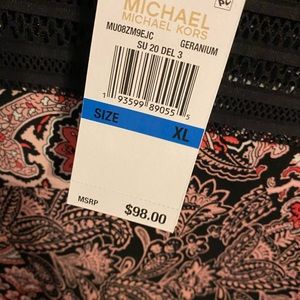 MICHAEL
MICHAEL KORS
MU08ZM9EJC GERANIUM
SU 20 DEL 3
1 93599 89055 5
SIZE XL
MSRP $98.00